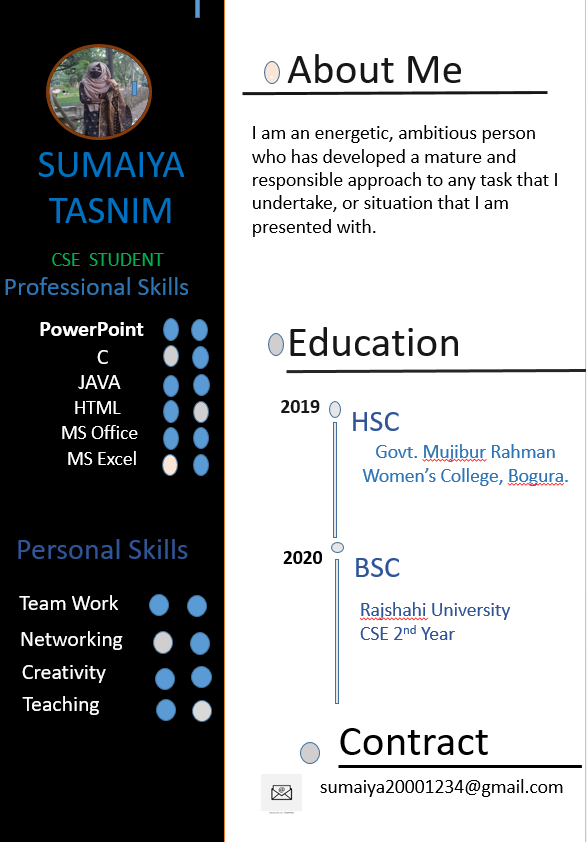 SUMAIYA
TASNIM
CSE STUDENT
Professional Skills
PowerPoint
C
JAVA
HTML
MS Office
MS Excel
Personal Skills
Team Work
Networking
Creativity
Teaching
About Me
I am an energetic, ambitious person
who has developed a mature and
responsible approach to any task that I
undertake, or situation that I am
presented with.
Education
2019
HSC
Govt. Mujibur Rahman
Women’s College, Bogura.
2020
BSC
Rajshahi University
CSE 2nd Year
Contract
sumaiya20001234@gmail.com